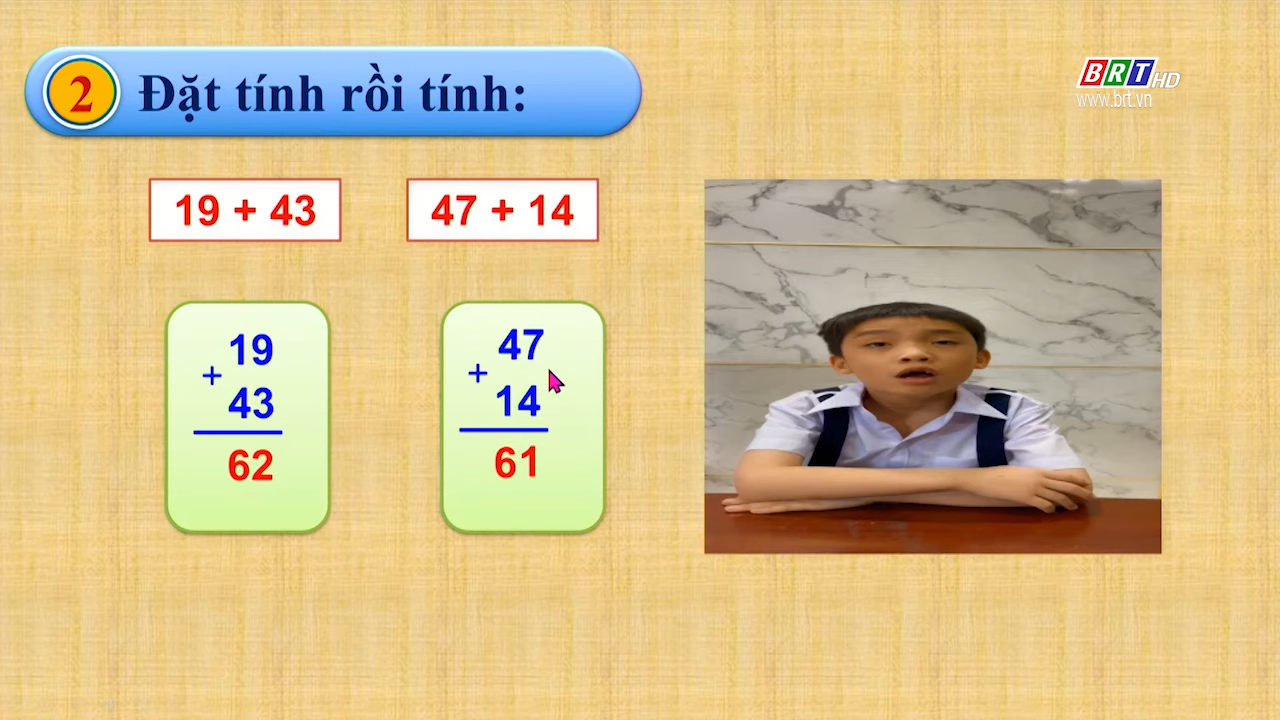 2 Đặt tính rồi tính:
BRT HD
www.brt.vn
19 + 43
47 + 14
19
+
43
62
47
+
14
61